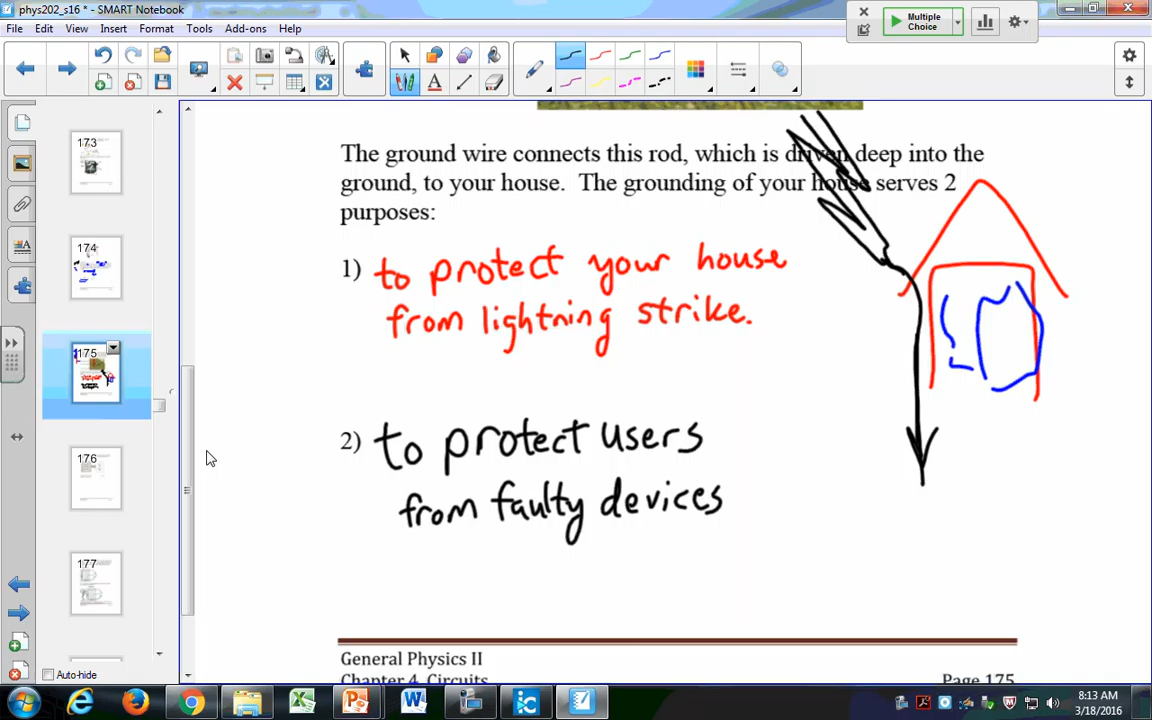 phys202_s16 * - SMART Notebook
Multiple
Choice
File Edit View Insert Format Tools Add-ons Help
173
174
175
176
177
The ground wire connects this rod, which is driven deep into the
ground, to your house. The grounding of your house serves 2
purposes:
1) to protect your house
from lightning strike.
2) to protect users
from faulty devices
General Physics II
Chapter 4 Circuits
Page 175
Auto-hide
8:13 AM
3/18/2016